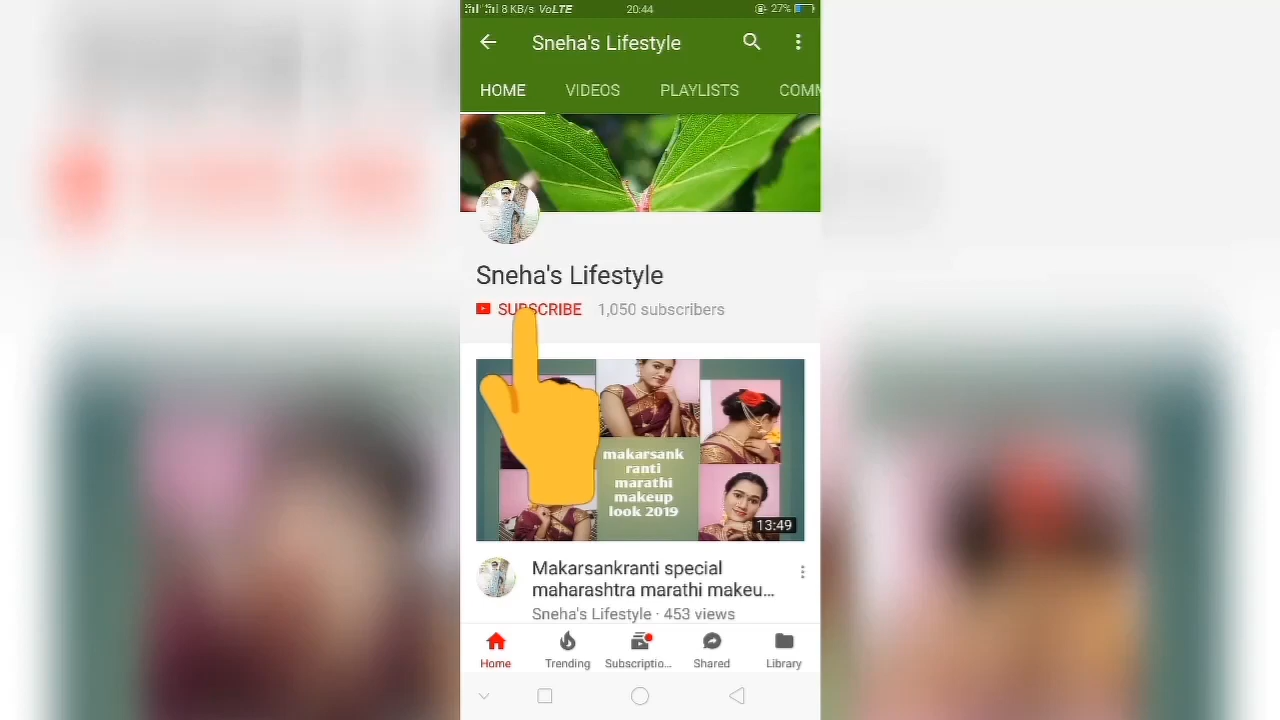 8 KB/s VoLTE 20:44 27%
Sneha's Lifestyle
HOME VIDEOS PLAYLISTS COMM
Sneha's Lifestyle
SUBSCRIBE 1,050 subscribers
makarsank
ranti
marathi
makeup
look 2019
13:49
Makarsankranti special
maharashtra marathi makeu...
Sneha's Lifestyle · 453 views
Home Trending Subscriptio... Shared Library